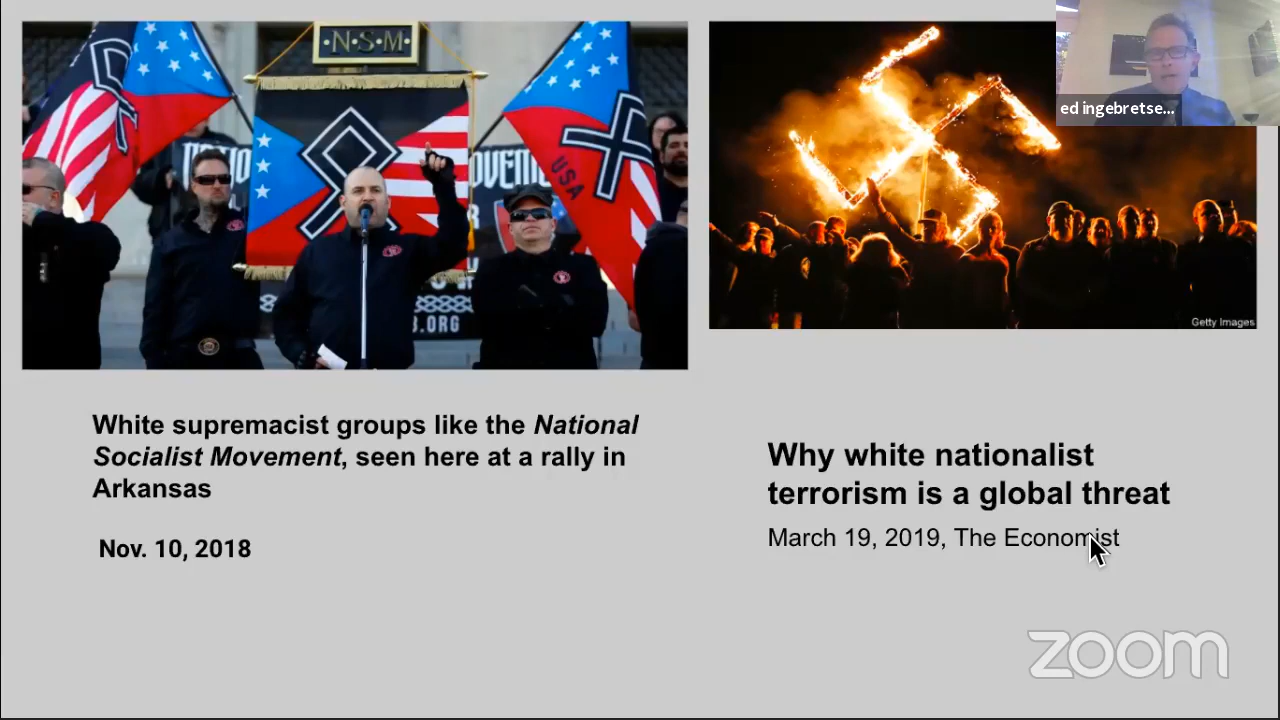 ·N·S·M·
USA
B.ORG
ed ingebretse...
Getty Images
White supremacist groups like the National
Socialist Movement, seen here at a rally in
Arkansas
Nov. 10, 2018
Why white nationalist
terrorism is a global threat
March 19, 2019, The Economist
zoom